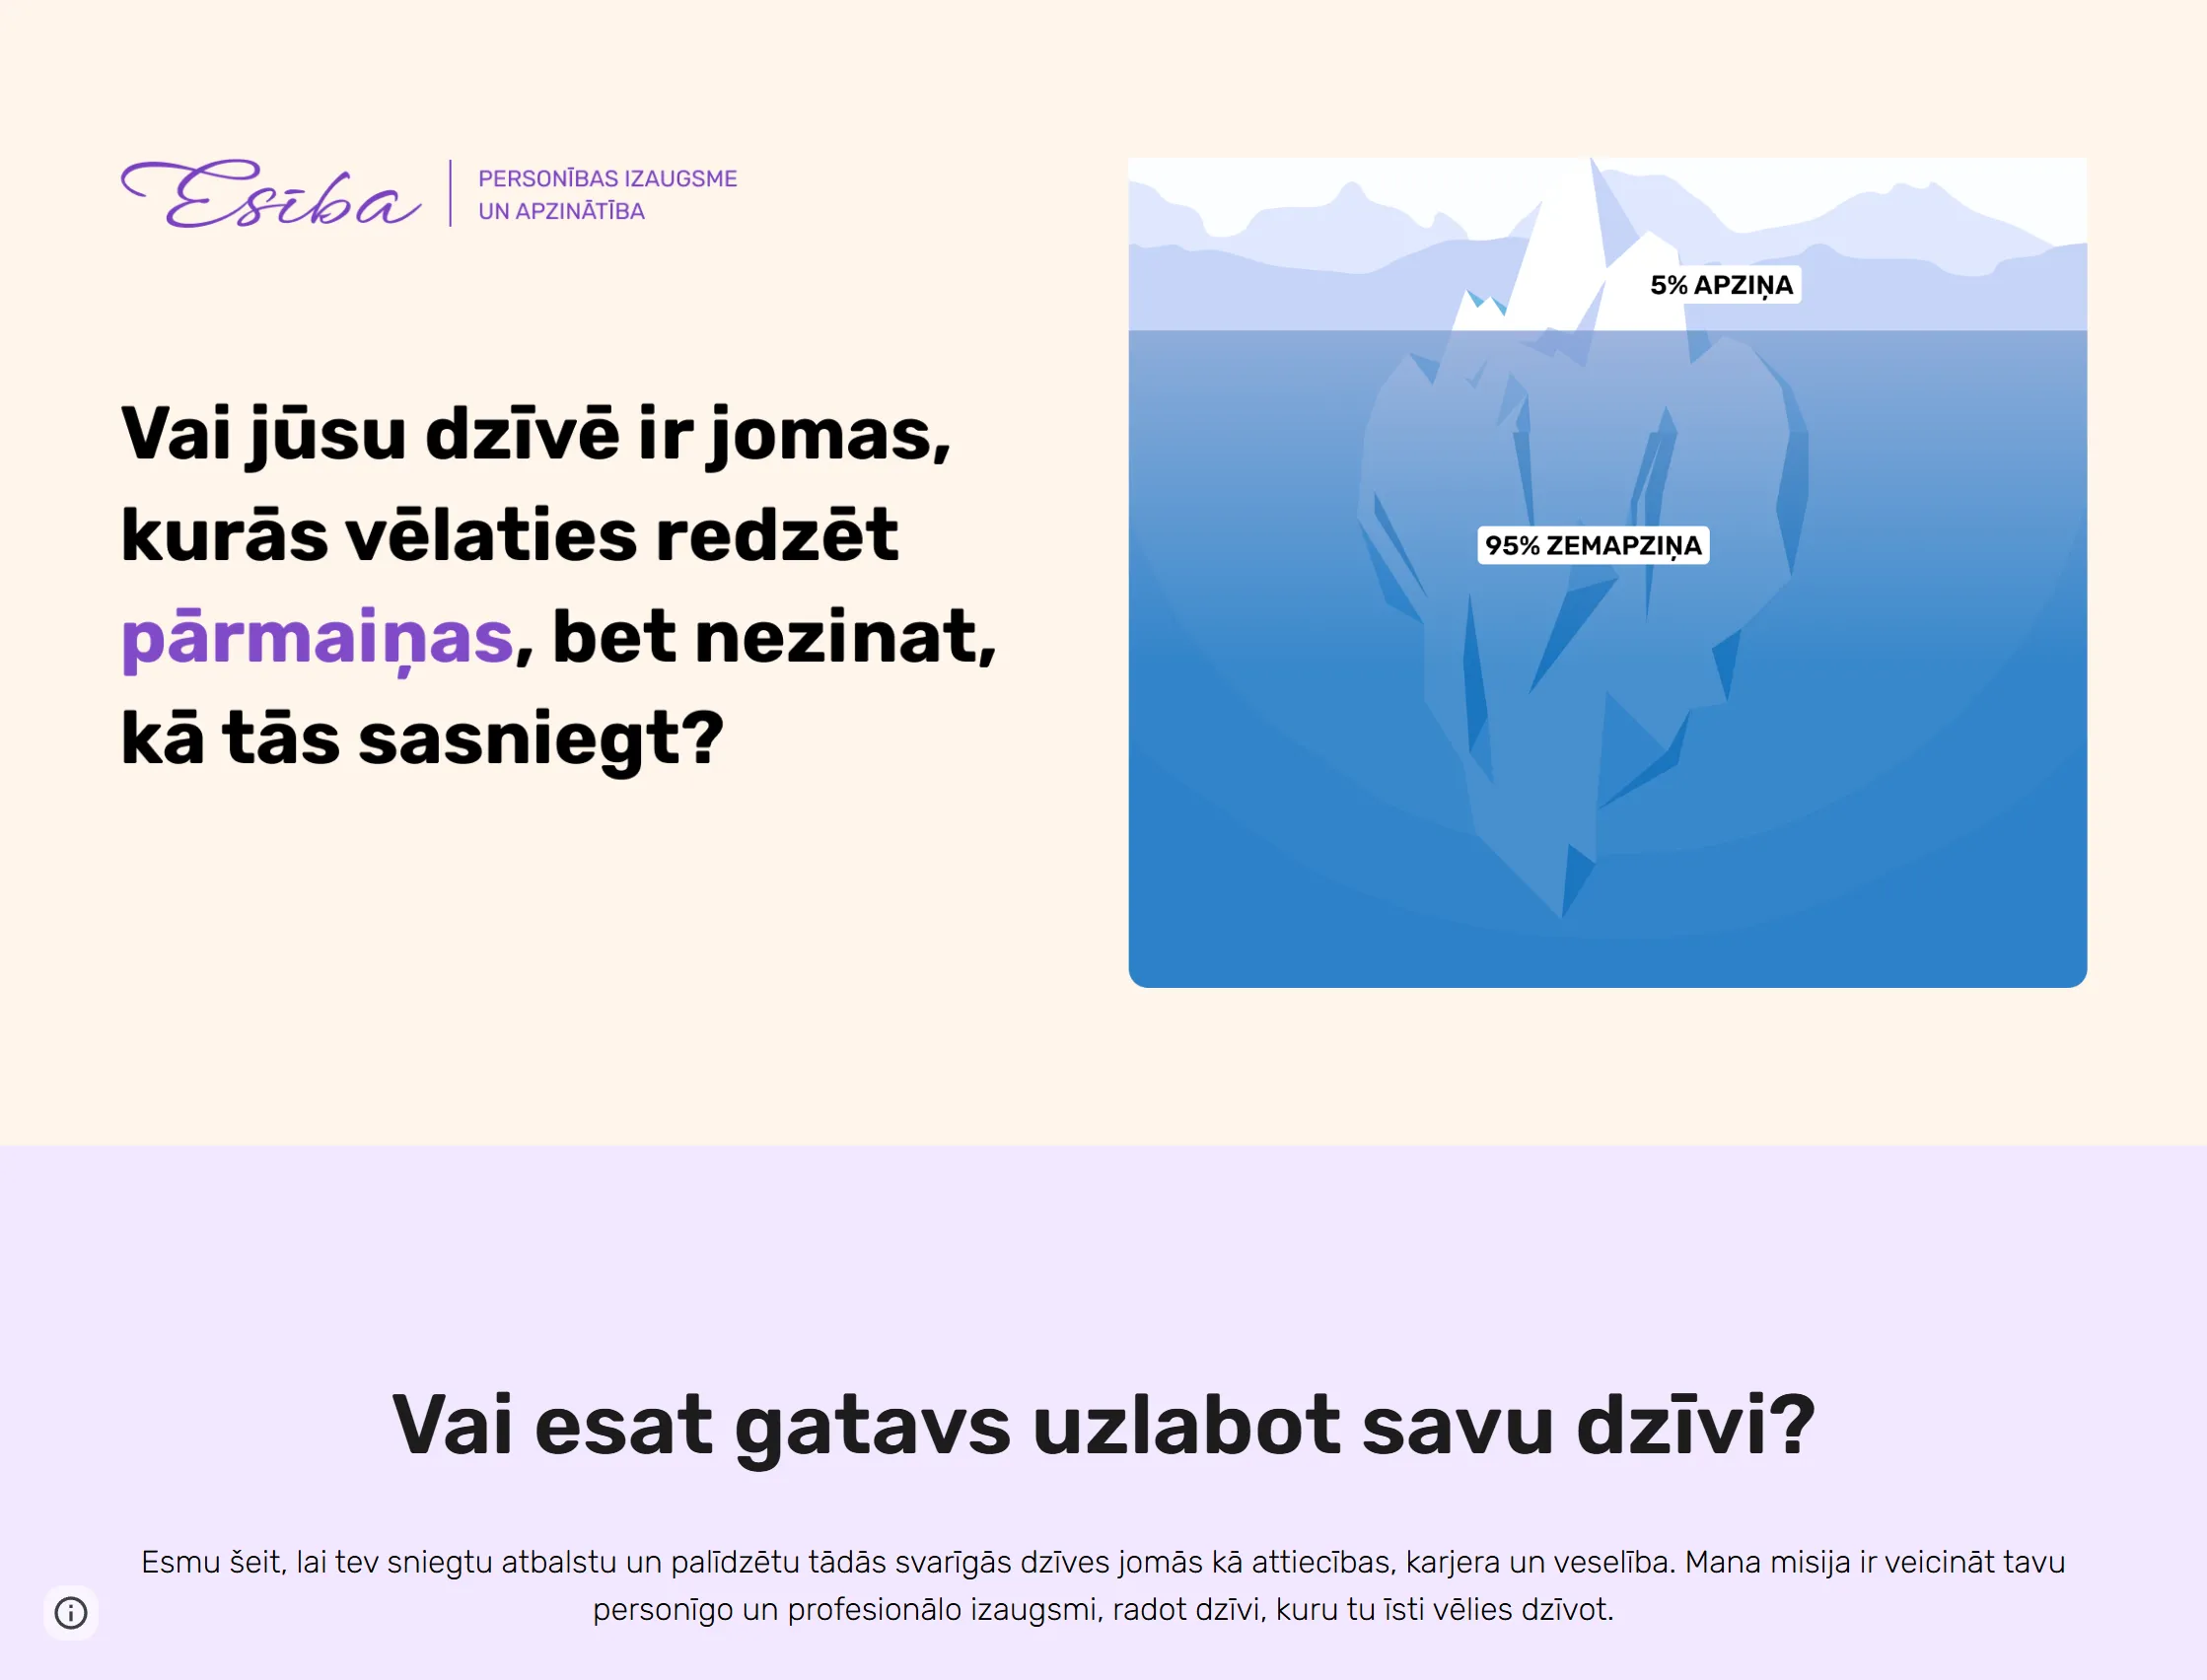 Esība
PERSONĪBAS IZAUGSME
UN APZINĀTĪBA
Vai jūsu dzīvē ir jomas,
kurās vēlaties redzēt
pārmaiņas, bet nezinat,
kā tās sasniegt?
5% APZIŅA
95% ZEMAPZIŅA
Vai esat gatavs uzlabot savu dzīvi?
Esmu šeit, lai tev sniegtu atbalstu un palīdzētu tādās svarīgās dzīves jomās kā attiecības, karjera un veselība. Mana misija ir veicināt tavu
personīgo un profesionālo izaugsmi, radot dzīvi, kuru tu īsti vēlies dzīvot.